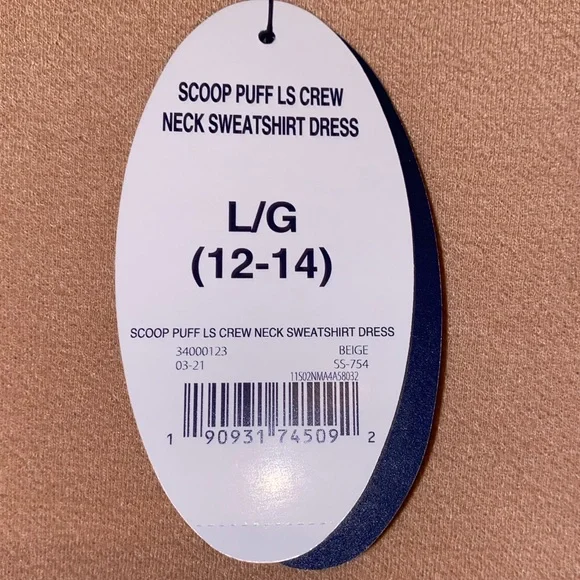 SCOOP PUFF LS CREW
NECK SWEATSHIRT DRESS
L/G
(12-14)
SCOOP PUFF LS CREW NECK SWEATSHIRT DRESS
34000123 BEIGE
03-21 SS-754
11S02NMA4AS8032
1 90931 74509 2